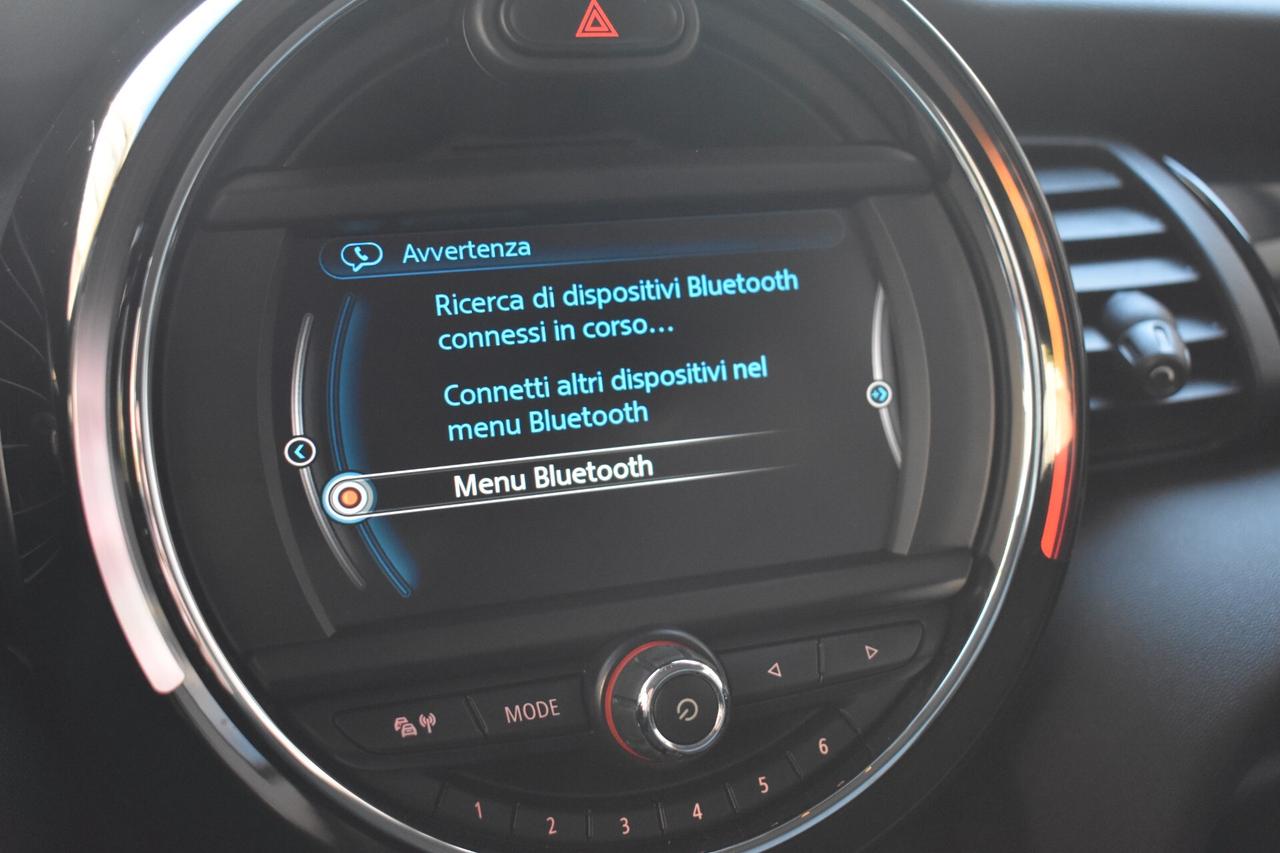 Avvertenza
Ricerca di dispositivi Bluetooth
connessi in corso...
Connetti altri dispositivi nel
menu Bluetooth
Menu Bluetooth
MODE
1 2 3 4 5 6